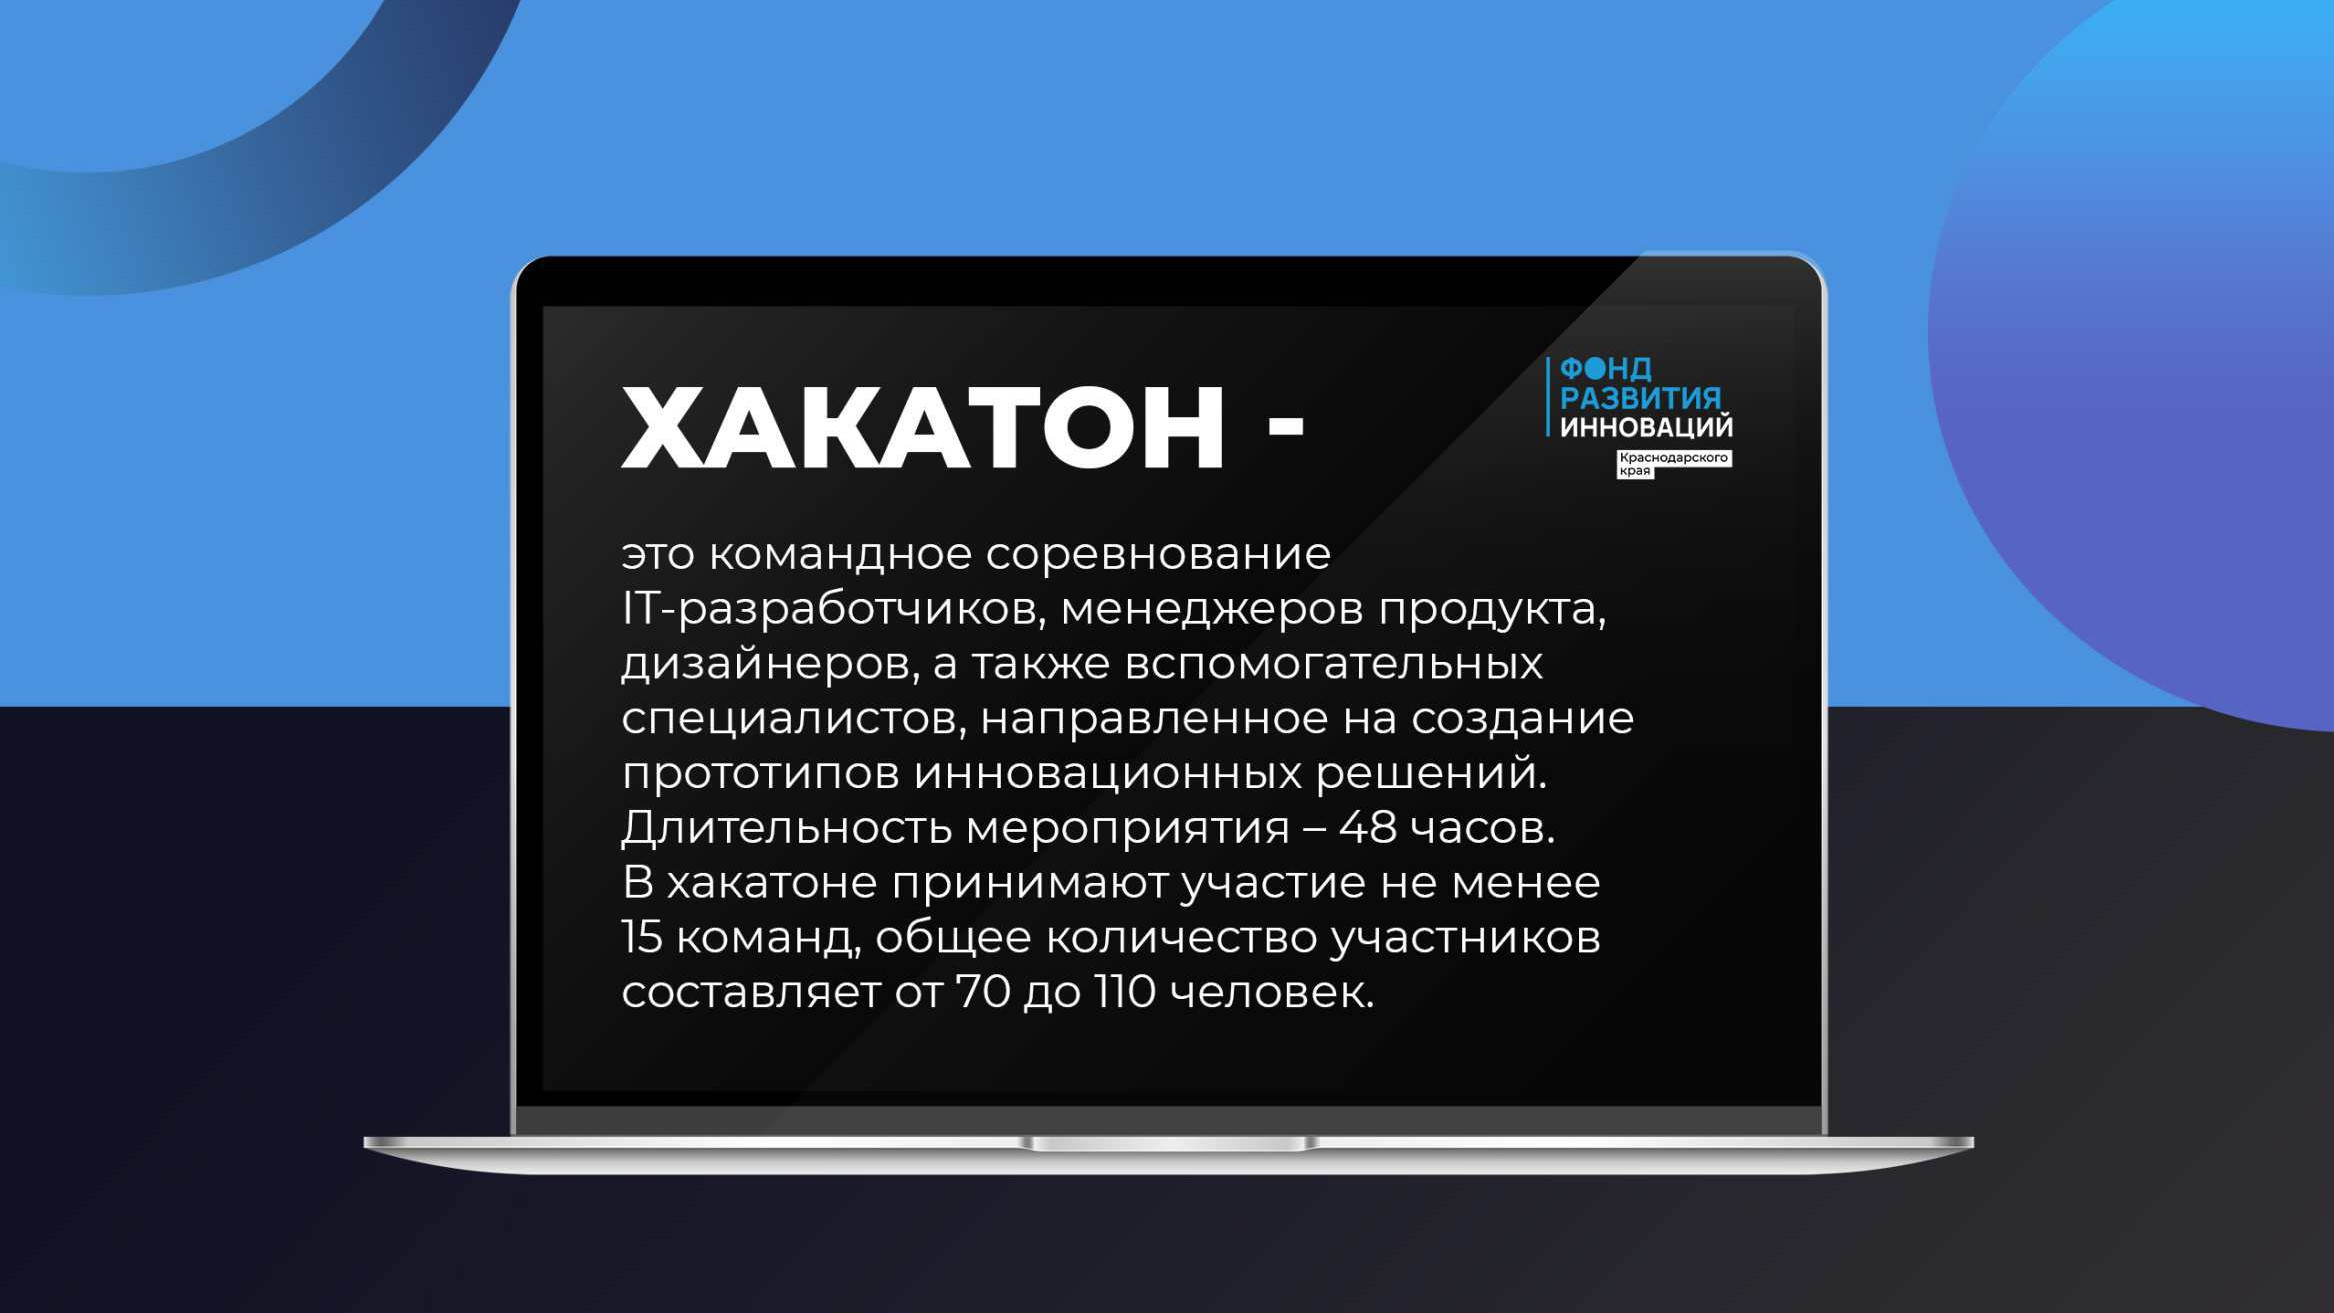 ХАКАТОН -
ФОНД
РАЗВИТИЯ
ИННОВАЦИЙ
Краснодарского
края
это командное соревнование
IT-разработчиков, менеджеров продукта,
дизайнеров, а также вспомогательных
специалистов, направленное на создание
прототипов инновационных решений.
Длительность мероприятия – 48 часов.
В хакатоне принимают участие не менее
15 команд, общее количество участников
составляет от 70 до 110 человек.